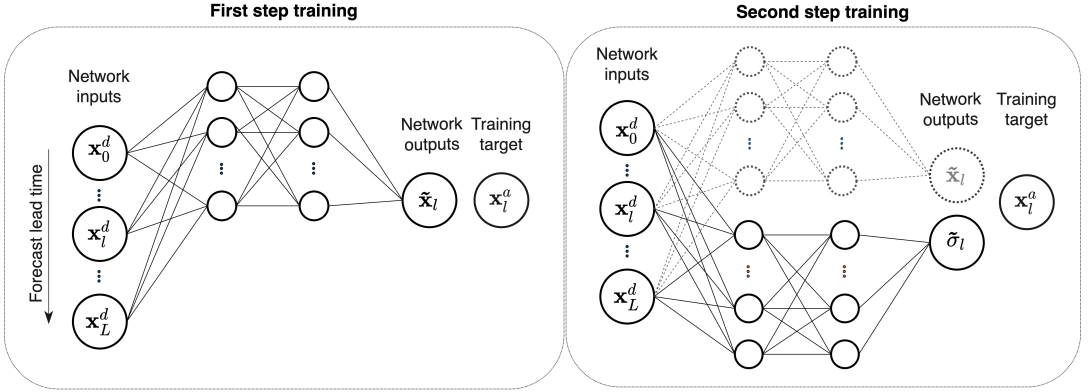 First step training
Network
inputs
Forecast lead time
x_0^d
x_l^d
x_L^d
Network
outputs
Training
target
x̃_l
x_l^a
Second step training
Network
inputs
x_0^d
x_l^d
x_L^d
Network
outputs
Training
target
x̃_l
x_l^a
σ̃_l